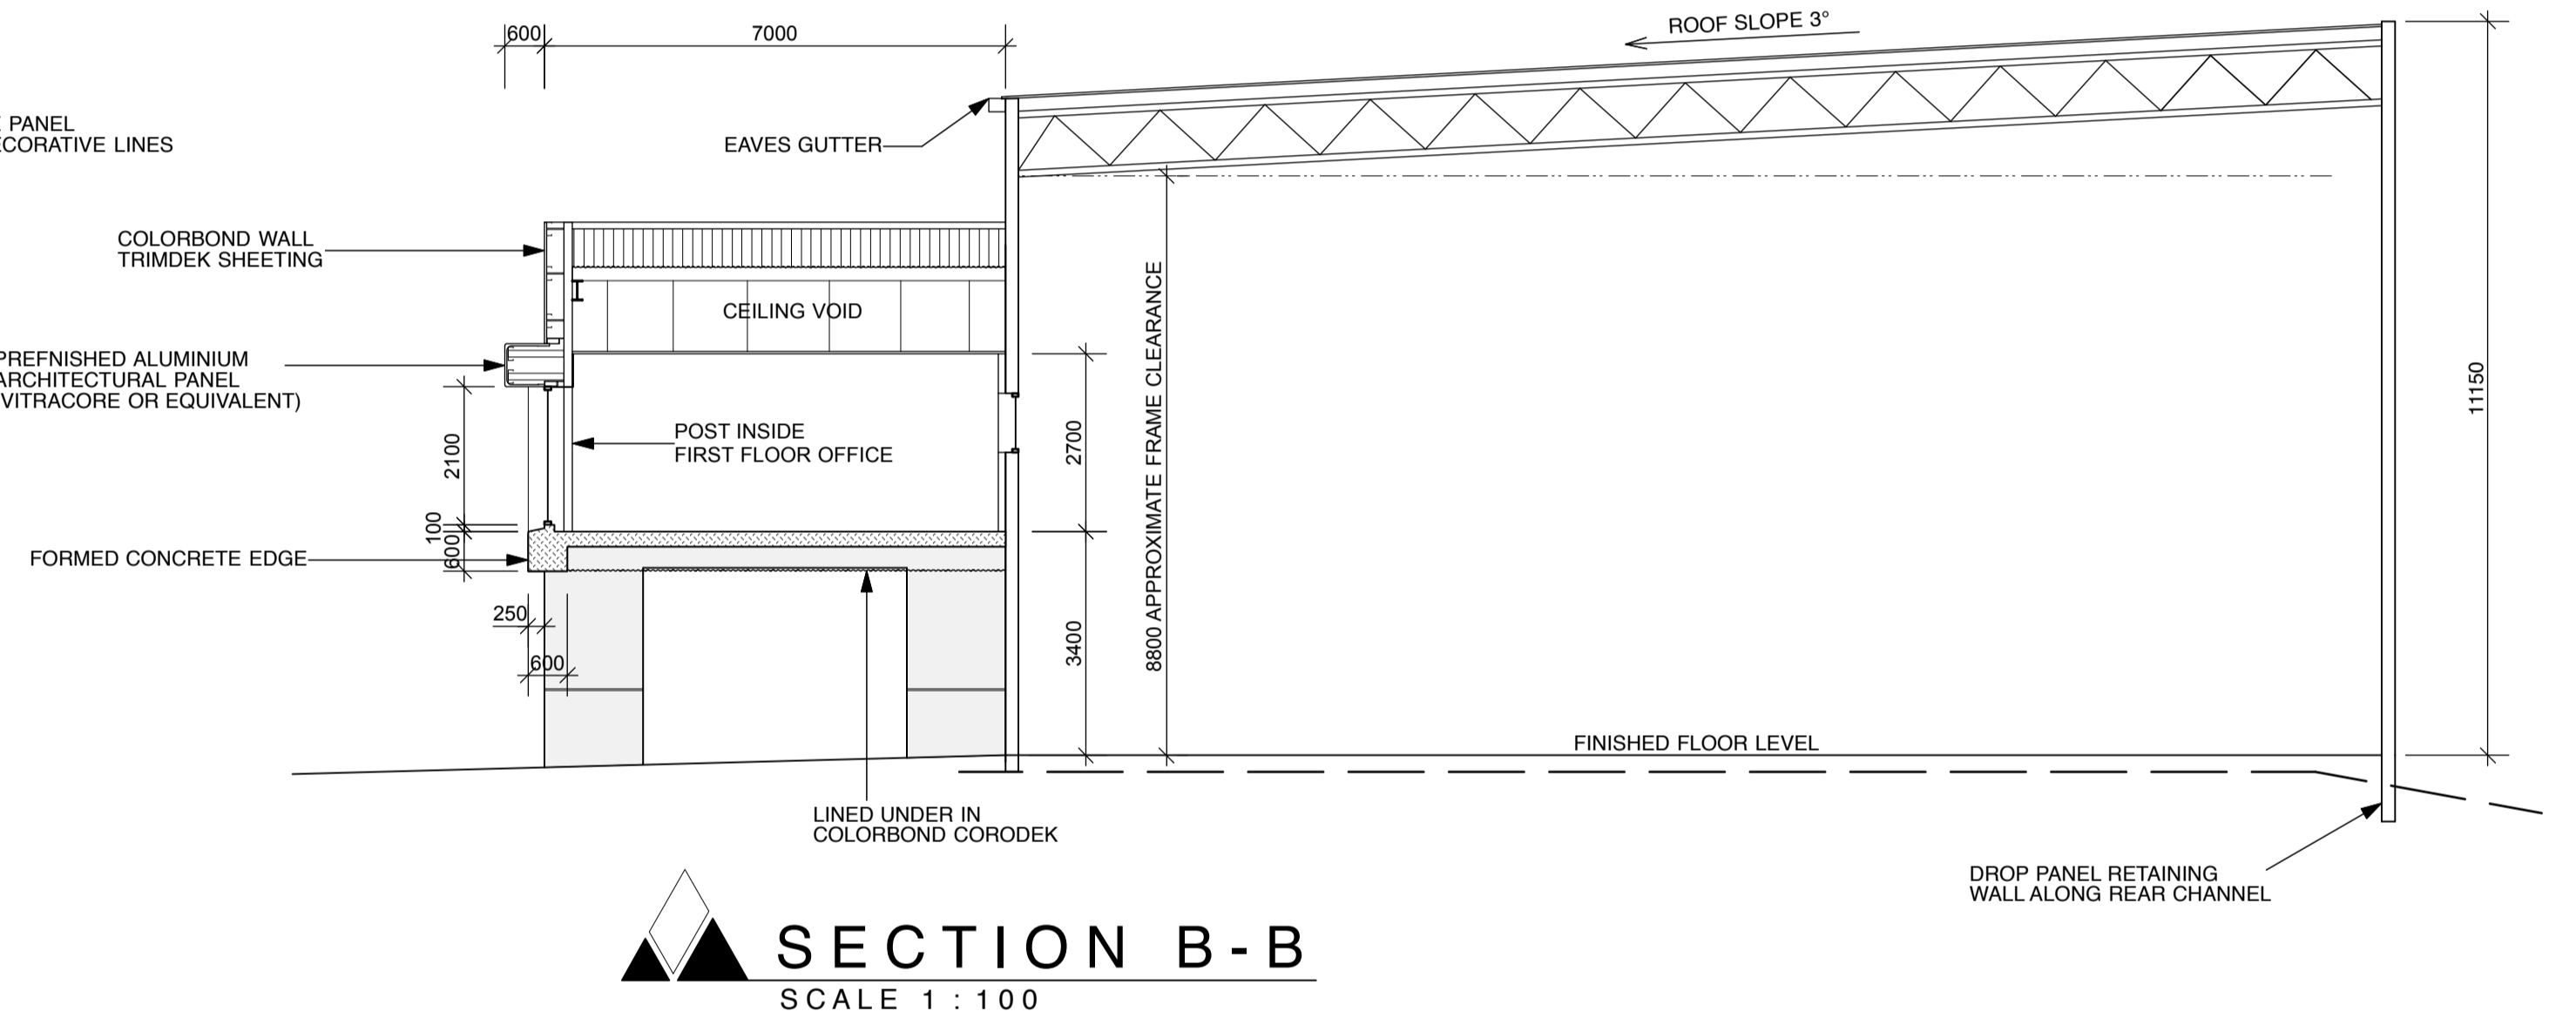 600
7000
ROOF SLOPE 3°
PANEL
CORATIVE LINES
EAVES GUTTER
COLORBOND WALL
TRIMDEK SHEETING
CEILING VOID
PREFNISHED ALUMINIUM
ARCHITECTURAL PANEL
VITRACORE OR EQUIVALENT)
POST INSIDE
FIRST FLOOR OFFICE
2100
100
600
2700
3400
8800 APPROXIMATE FRAME CLEARANCE
11150
FORMED CONCRETE EDGE
250
600
FINISHED FLOOR LEVEL
LINED UNDER IN
COLORBOND CORODEK
DROP PANEL RETAINING
WALL ALONG REAR CHANNEL
SECTION B-B
SCALE 1 : 100